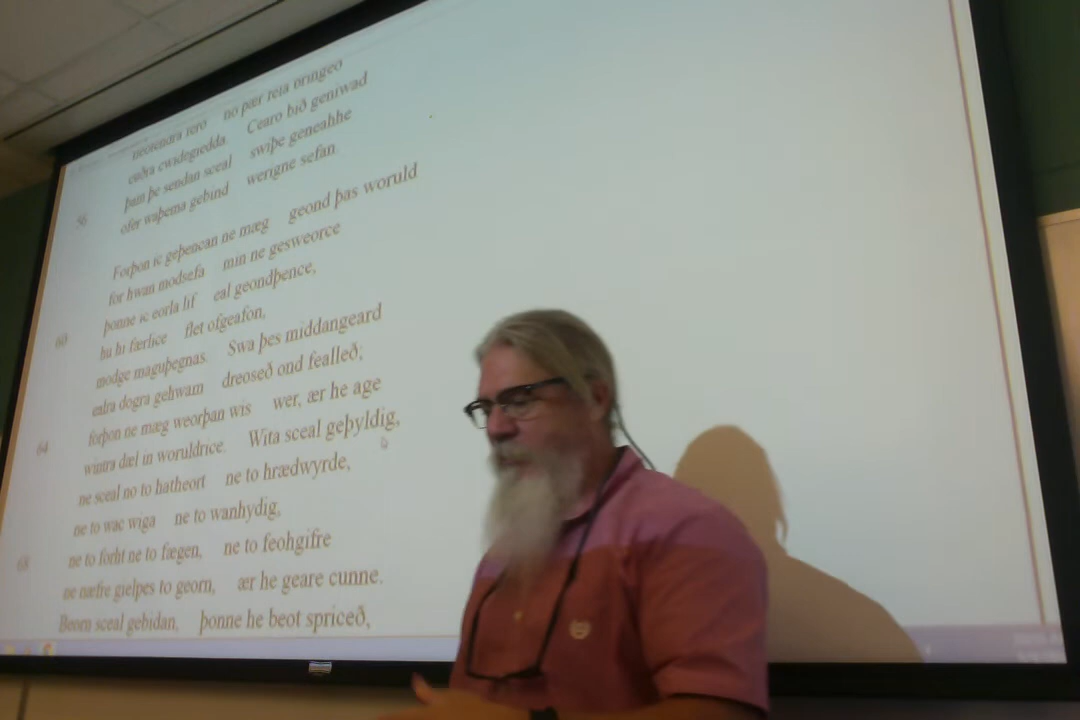 cuðra cwidegiedda Cearo bið geniwad
þam þe sendan sceal swiþe geneahhe
56 ofer waþema gebind werigne sefan
Forþon ic geþencan ne mæg geond þas woruld
for hwan modsefa min ne gesweorce
þonne ic eorla lif eal geondþence,
60 hu hi færlice flet ofgeafon,
modge maguþegnas. Swa þes middangeard
ealra dogra gehwam dreoseð ond fealleð;
forþon ne mæg weorþan wis wer, ær he age
64 wintra dæl in woruldrice. Wita sceal geþyldig,
ne sceal no to hatheort ne to hrædwyrde,
ne to wac wiga ne to wanhydig,
ne to forht ne to fægen, ne to feohgifre
68 ne næfre gielpes to georn, ær he geare cunne.
Beorn sceal gebidan, þonne he beot spriceð,